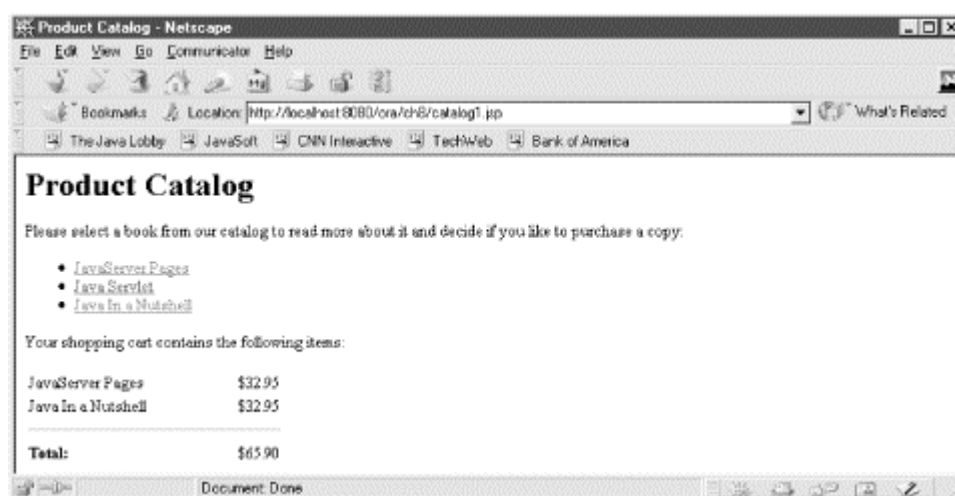 Product Catalog - Netscape
File Edit View Go Communicator Help
Bookmarks Location: http://localhost:8080/ora/ch8/catalog1.jsp What's Related
The Java Lobby JavaSoft CNN Interactive TechWeb Bank of America
Product Catalog
Please select a book from our catalog to read more about it and decide if you like to purchase a copy:
JavaServer Pages
Java Servlet
Java In a Nutshell
Your shopping cart contains the following items:
JavaServer Pages $32.95
Java In a Nutshell $32.95
Total: $65.90
Document: Done